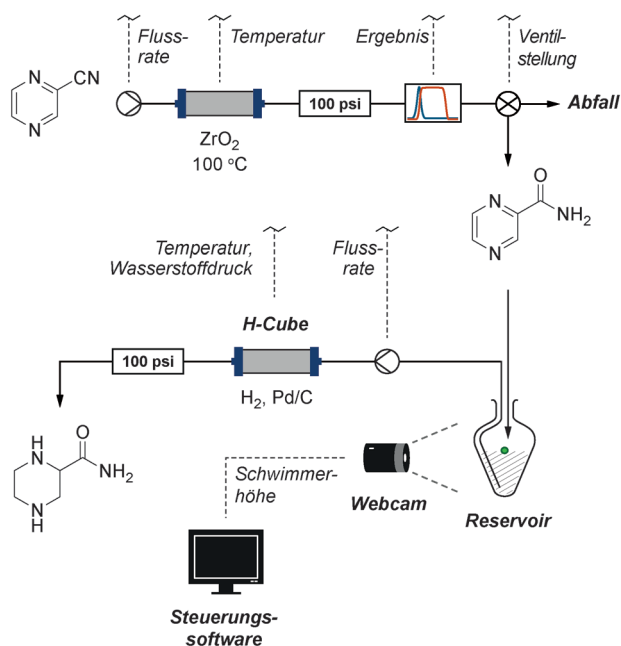 Fluss-
rate
Temperatur
Ergebnis
Ventil-
stellung
N
CN
N
100 psi
Abfall
ZrO₂
100 °C
O
N
NH₂
N
Temperatur,
Wasserstoffdruck
Fluss-
rate
H-Cube
100 psi
H₂, Pd/C
H
N
O
NH₂
N
H
Schwimmer-
höhe
Webcam
Reservoir
Steuerungs-
software